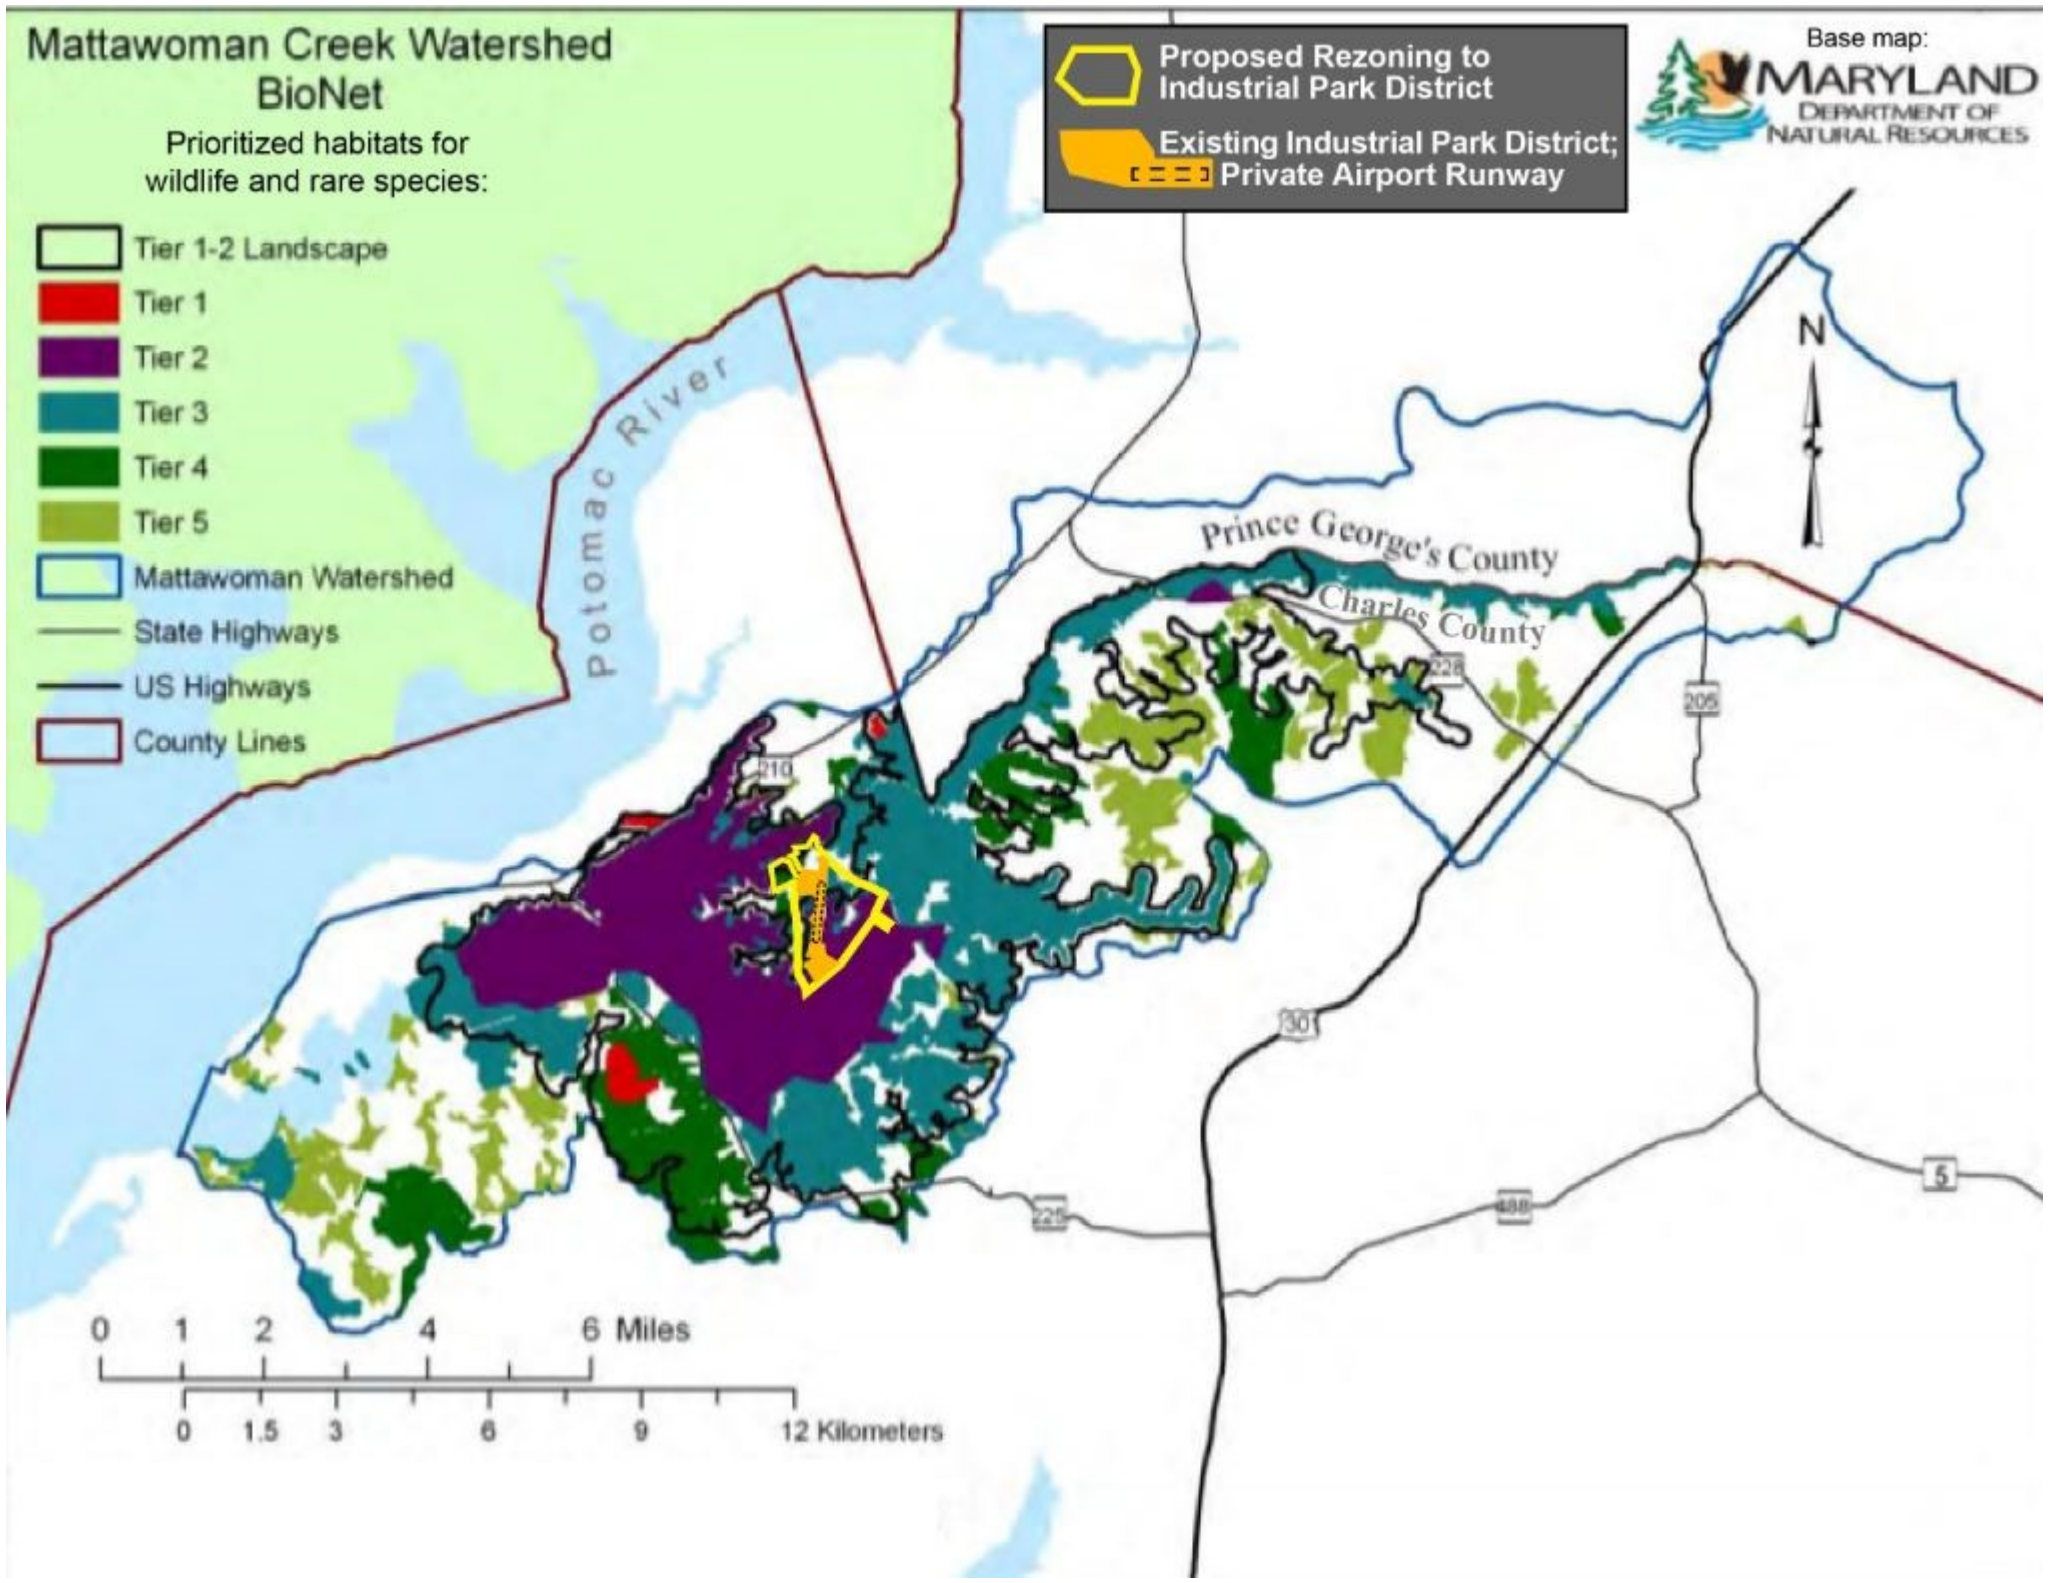 Mattawoman Creek Watershed
BioNet
Prioritized habitats for
wildlife and rare species:
Tier 1-2 Landscape
Tier 1
Tier 2
Tier 3
Tier 4
Tier 5
Mattawoman Watershed
State Highways
US Highways
County Lines
Proposed Rezoning to
Industrial Park District
Existing Industrial Park District;
Private Airport Runway
Base map:
MARYLAND
DEPARTMENT OF
NATURAL RESOURCES
N
Potomac River
Prince George's County
Charles County
228
205
210
301
5
488
225
0 1 2 4 6 Miles
0 1.5 3 6 9 12 Kilometers